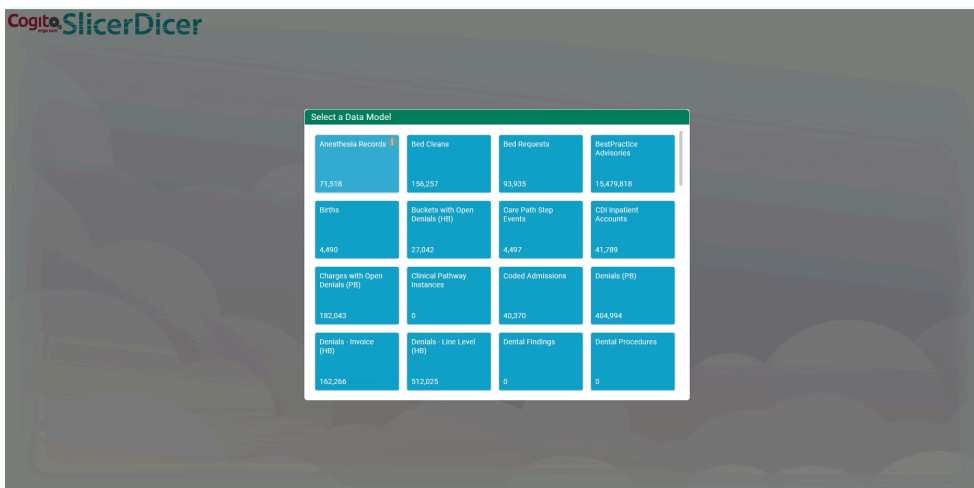 Cogito SlicerDicer
Select a Data Model
Anesthesia Records
71,518
Bed Cleans
156,257
Bed Requests
93,935
BestPractice
Advisories
15,479,818
Births
4,490
Buckets with Open
Denials (HB)
27,042
Care Path Step
Events
4,497
CDI Inpatient
Accounts
41,789
Charges with Open
Denials (PB)
182,043
Clinical Pathway
Instances
0
Coded Admissions
40,370
Denials (PB)
404,994
Denials - Invoice
(HB)
162,266
Denials - Line Level
(HB)
512,025
Dental Findings
0
Dental Procedures
0